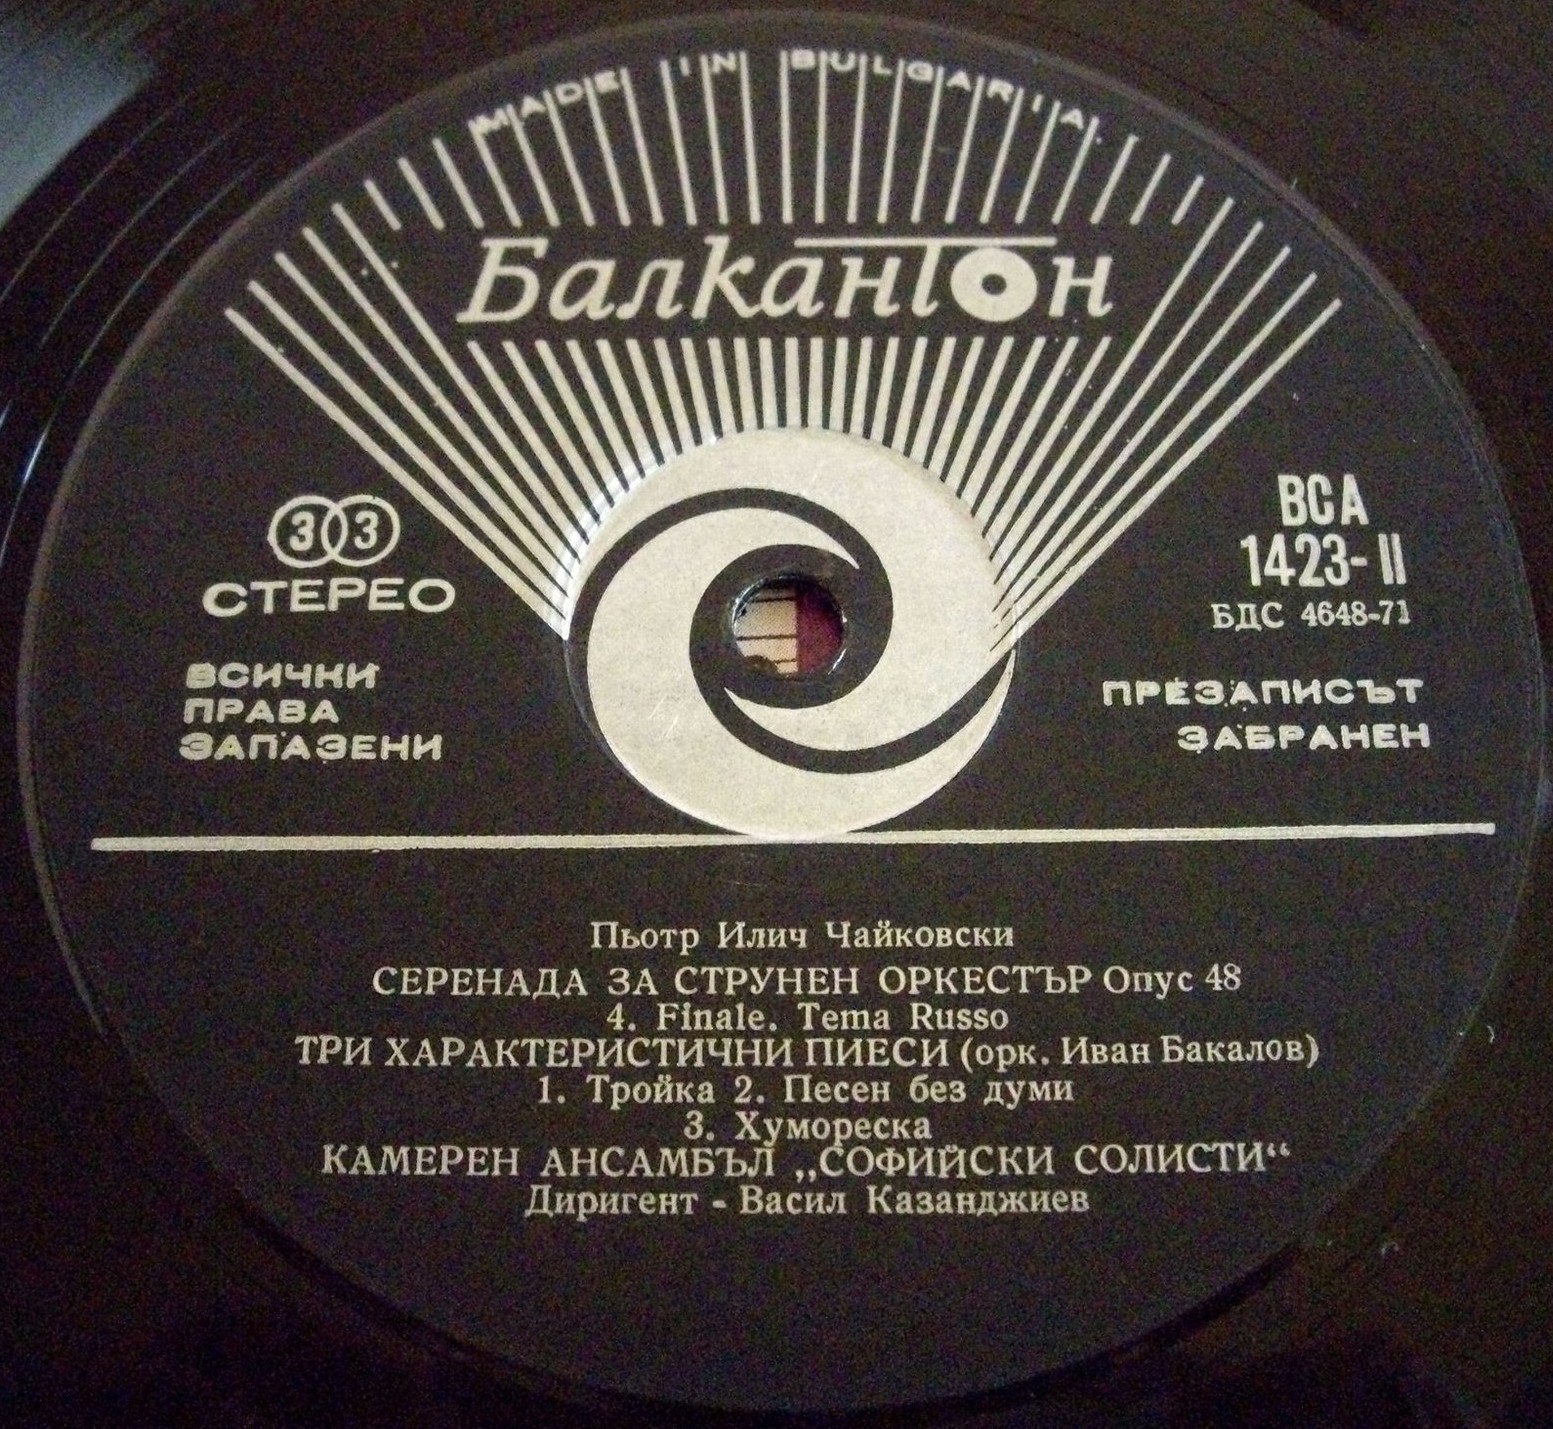 MADE IN BULGARIA
Балкантон
33
СТЕРЕО
ВСИЧКИ
ПРАВА
ЗАПАЗЕНИ
ВСА
1423-II
БДС 4648-71
ПРЕЗАПИСЪТ
ЗАБРАНЕН
Пьотр Илич Чайковски
СЕРЕНАДА ЗА СТРУНЕН ОРКЕСТЪР Опус 48
4. Finale. Tema Russo
ТРИ ХАРАКТЕРИСТИЧНИ ПИЕСИ (орк. Иван Бакалов)
1. Тройка 2. Песен без думи
3. Хумореска
КАМЕРЕН АНСАМБЪЛ „СОФИЙСКИ СОЛИСТИ“
Диригент - Васил Казанджиев